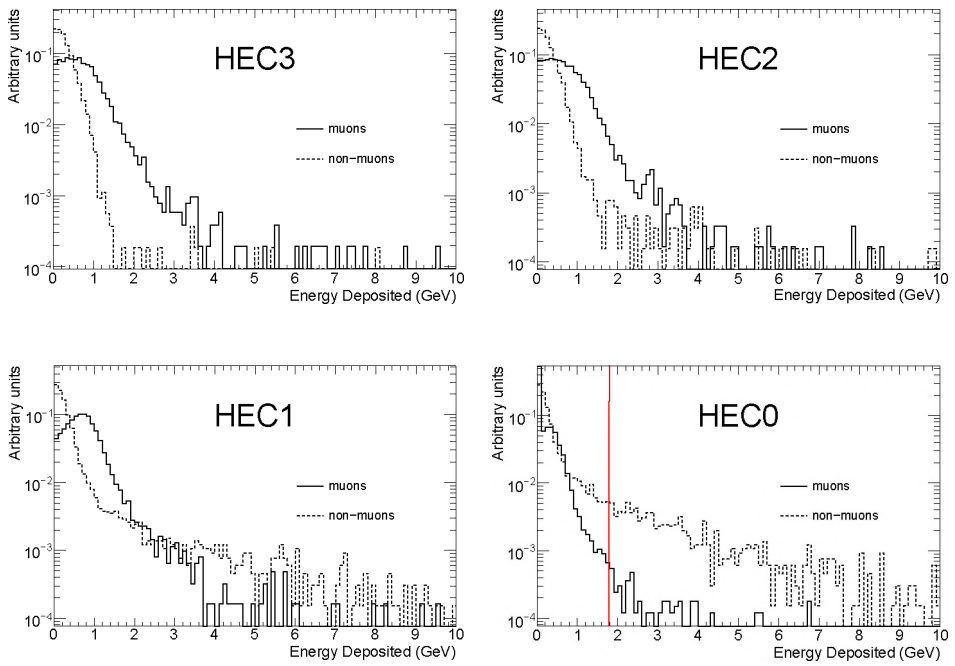 Arbitrary units
HEC3
muons
non-muons
10⁻¹
10⁻²
10⁻³
10⁻⁴
0 1 2 3 4 5 6 7 8 9 10
Energy Deposited (GeV)
Arbitrary units
HEC2
muons
non-muons
10⁻¹
10⁻²
10⁻³
10⁻⁴
0 1 2 3 4 5 6 7 8 9 10
Energy Deposited (GeV)
Arbitrary units
HEC1
muons
non-muons
10⁻¹
10⁻²
10⁻³
10⁻⁴
0 1 2 3 4 5 6 7 8 9 10
Energy Deposited (GeV)
Arbitrary units
HEC0
muons
non-muons
10⁻¹
10⁻²
10⁻³
10⁻⁴
0 1 2 3 4 5 6 7 8 9 10
Energy Deposited (GeV)